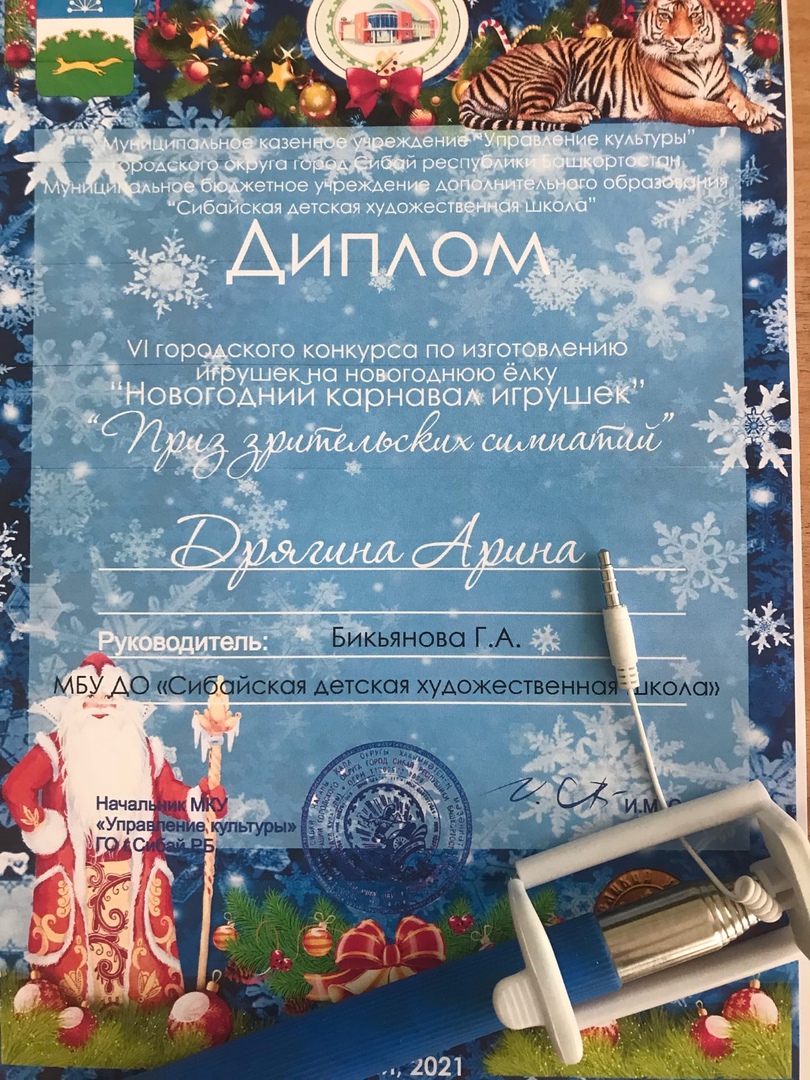 Муниципальное казенное учреждение "Управление культуры"
городского округа город Сибай республики Башкортостан
Муниципальное бюджетное учреждение дополнительного образования
"Сибайская детская художественная школа"
Диплом
VI городского конкурса по изготовлению
игрушек на новогоднюю ёлку
"Новогодний карнавал игрушек"
"Приз зрительских симпатий"
Дрягина Арина
Руководитель: Бикьянова Г.А.
МБУ ДО «Сибайская детская художественная школа»
Начальник МКУ
«Управление культуры» И.М.
ГО г.Сибай РБ
2021